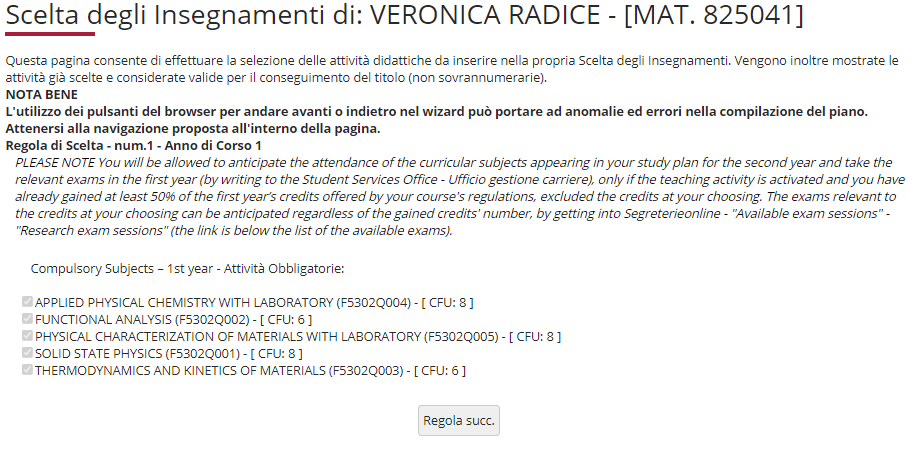 Scelta degli Insegnamenti di: VERONICA RADICE - [MAT. 825041]
Questa pagina consente di effettuare la selezione delle attività didattiche da inserire nella propria Scelta degli Insegnamenti. Vengono inoltre mostrate le
attività già scelte e considerate valide per il conseguimento del titolo (non sovrannumerarie).
NOTA BENE
L'utilizzo dei pulsanti del browser per andare avanti o indietro nel wizard può portare ad anomalie ed errori nella compilazione del piano.
Attenersi alla navigazione proposta all'interno della pagina.
Regola di Scelta - num.1 - Anno di Corso 1
PLEASE NOTE You will be allowed to anticipate the attendance of the curricular subjects appearing in your study plan for the second year and take the
relevant exams in the first year (by writing to the Student Services Office - Ufficio gestione carriere), only if the teaching activity is activated and you have
already gained at least 50% of the first year's credits offered by your course's regulations, excluded the credits at your choosing. The exams relevant to
the credits at your choosing can be anticipated regardless of the gained credits' number, by getting into Segreterieonline - "Available exam sessions" -
"Research exam sessions" (the link is below the list of the available exams).
Compulsory Subjects – 1st year - Attività Obbligatorie:
APPLIED PHYSICAL CHEMISTRY WITH LABORATORY (F5302Q004) - [ CFU: 8 ]
FUNCTIONAL ANALYSIS (F5302Q002) - [ CFU: 6 ]
PHYSICAL CHARACTERIZATION OF MATERIALS WITH LABORATORY (F5302Q005) - [ CFU: 8 ]
SOLID STATE PHYSICS (F5302Q001) - [ CFU: 8 ]
THERMODYNAMICS AND KINETICS OF MATERIALS (F5302Q003) - [ CFU: 6 ]
Regola succ.